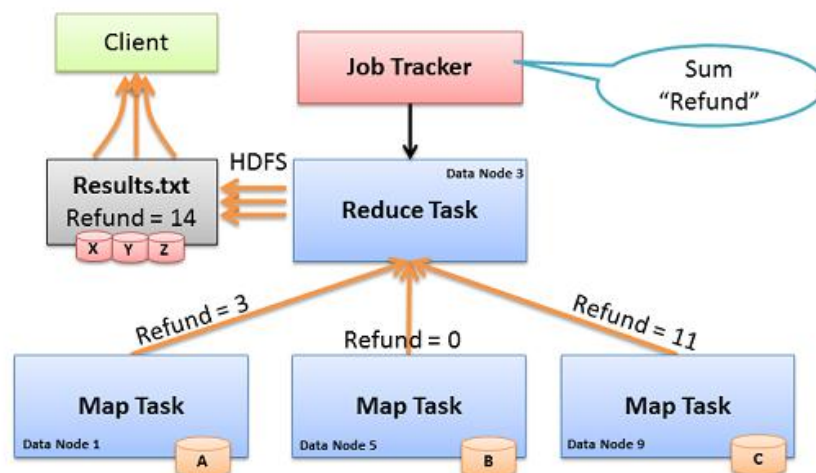 Client
Job Tracker
Sum
“Refund”
HDFS
Results.txt
Refund = 14
X Y Z
Data Node 3
Reduce Task
Refund = 3
Refund = 0
Refund = 11
Map Task
Data Node 1
A
Map Task
Data Node 5
B
Map Task
Data Node 9
C